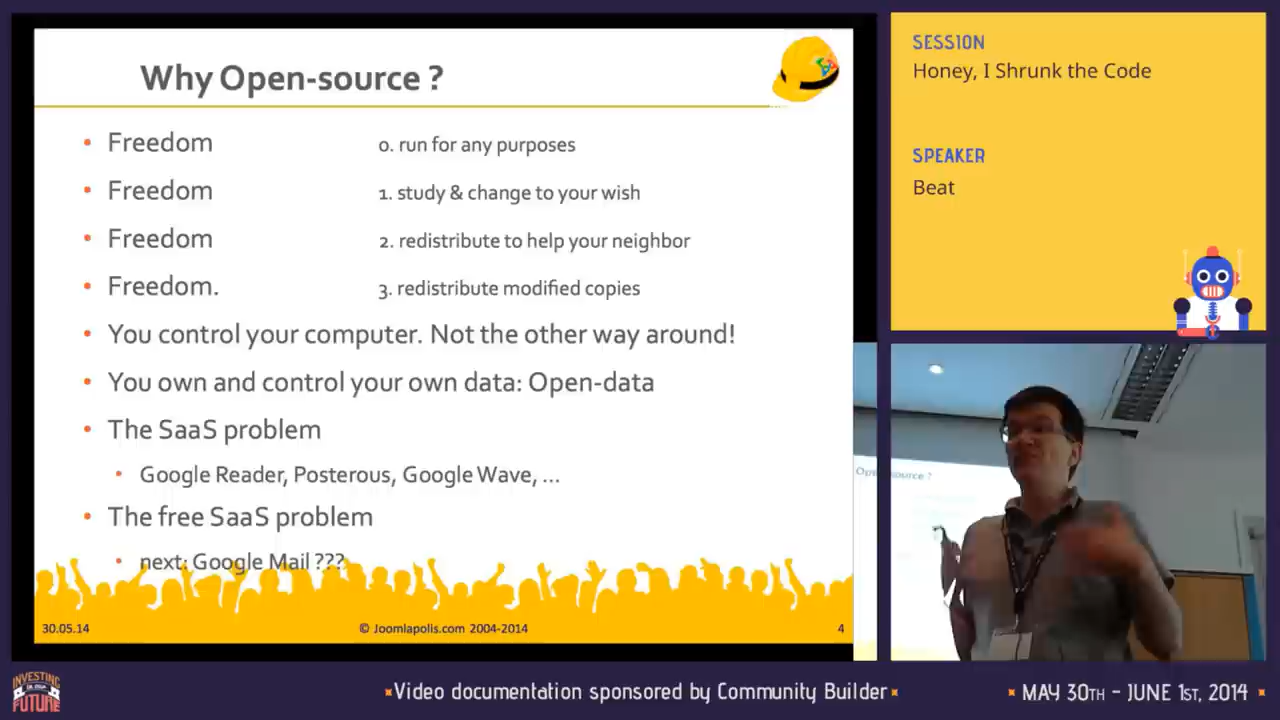 Why Open-source ?
• Freedom 0. run for any purposes
• Freedom 1. study & change to your wish
• Freedom 2. redistribute to help your neighbor
• Freedom. 3. redistribute modified copies
• You control your computer. Not the other way around!
• You own and control your own data: Open-data
• The SaaS problem
• Google Reader, Posterous, Google Wave, ...
• The free SaaS problem
• next: Google Mail ???
30.05.14 © Joomlapolis.com 2004-2014 4
SESSION
Honey, I Shrunk the Code
SPEAKER
Beat
Open-source ?
INVESTING
IN OUR
FUTURE
Video documentation sponsored by Community Builder
MAY 30TH - JUNE 1ST, 2014